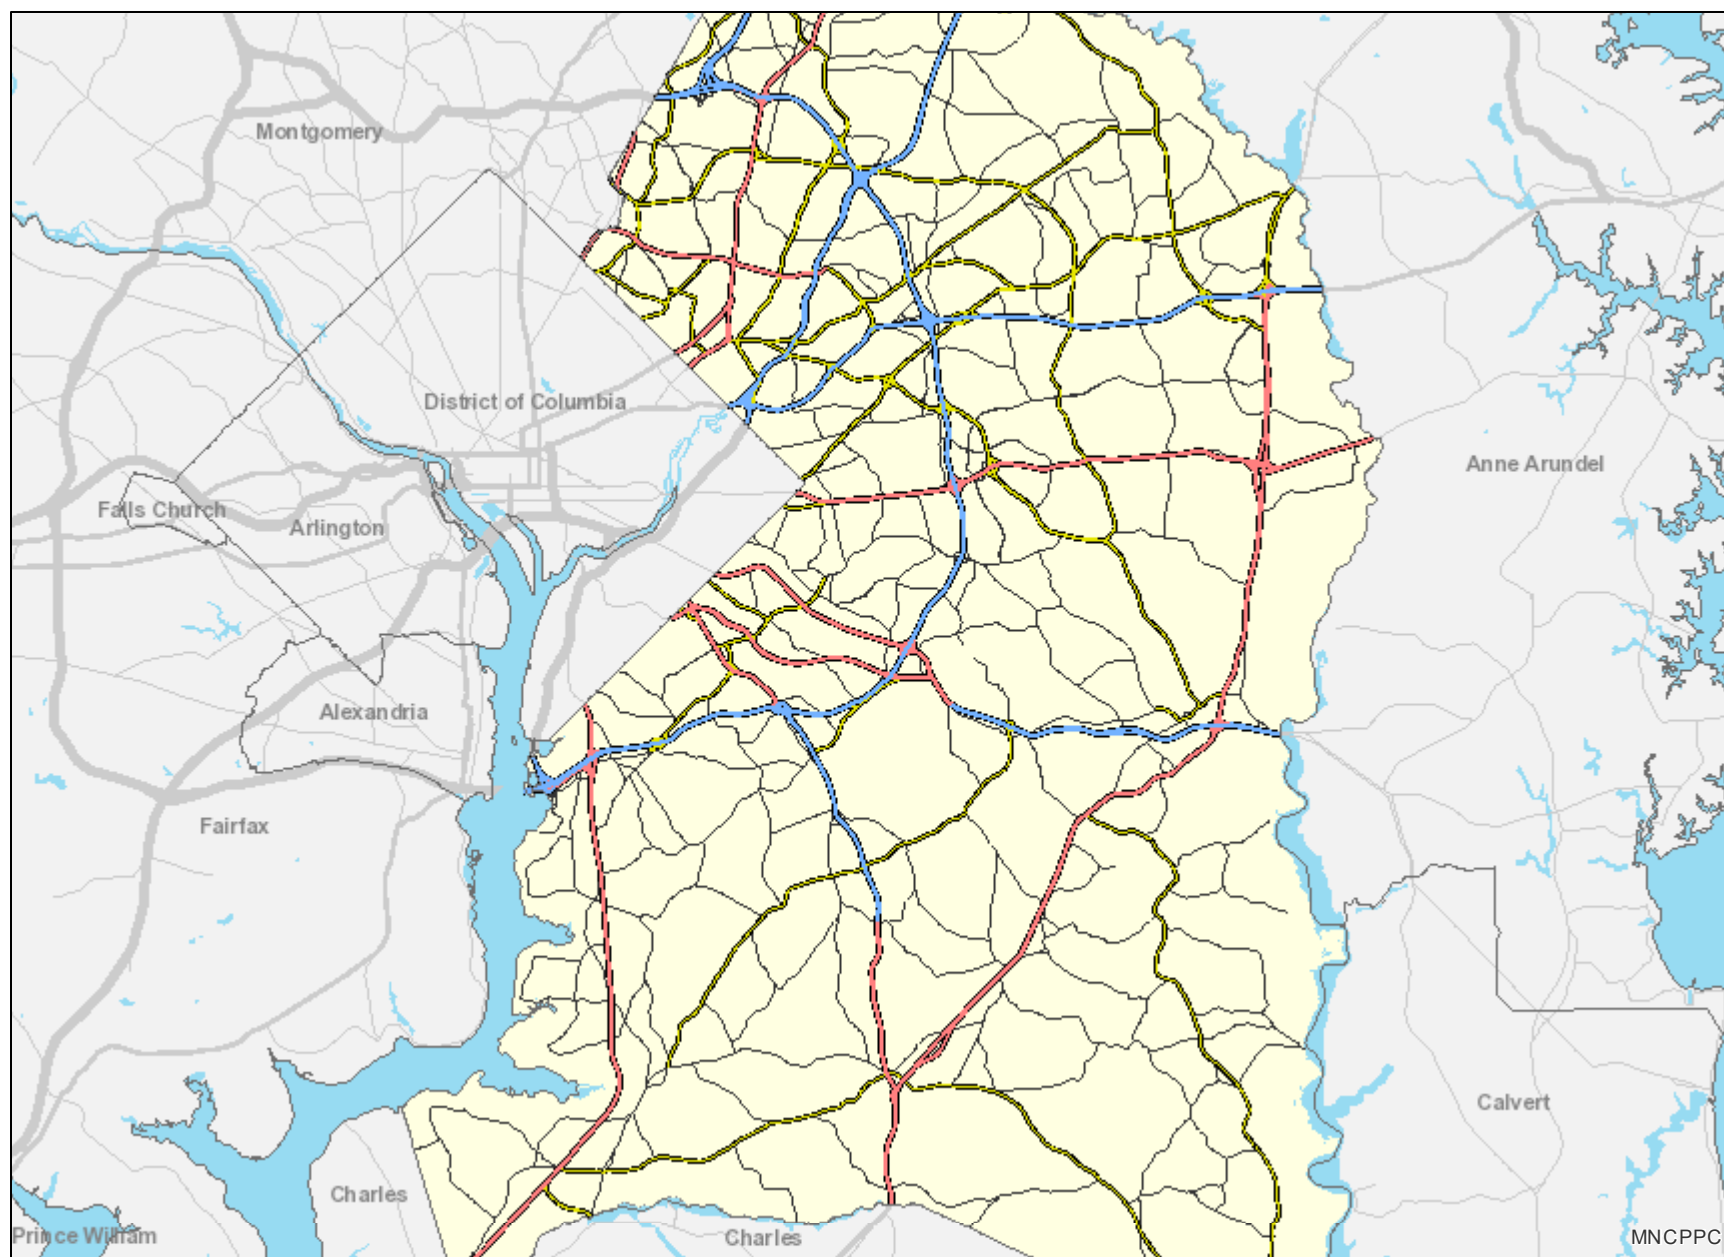 Montgomery
District of Columbia
Anne Arundel
Falls Church
Arlington
Alexandria
Fairfax
Calvert
Charles
Prince William
Charles
MNCPPC